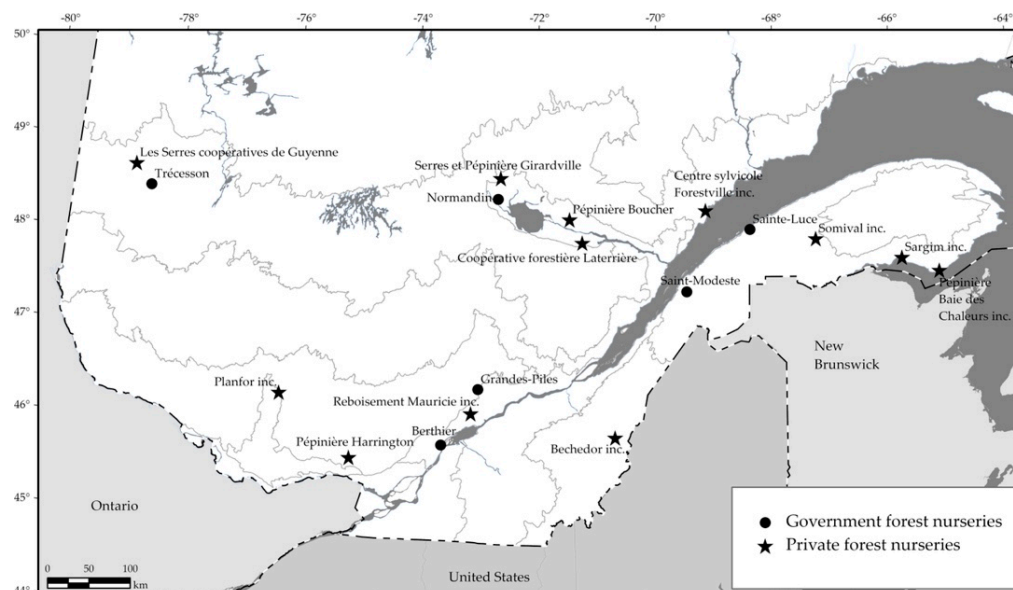 -80° -78° -76° -74° -72° -70° -68° -66° -64°
50°
49°
48°
47°
46°
45°
44°
Les Serres coopératives de Guyenne
Trécesson
Serres et Pépinière Girardville
Normandin
Pépinière Boucher
Coopérative forestière Laterrière
Centre sylvicole
Forestville inc.
Sainte-Luce
Somival inc.
Sargim inc.
Pépinière
Baie des
Chaleurs inc.
Saint-Modeste
New
Brunswick
Planfor inc.
Grandes-Piles
Reboisement Mauricie inc.
Berthier
Pépinière Harrington
Bechedor inc.
Ontario
United States
0 50 100
km
Government forest nurseries
Private forest nurseries